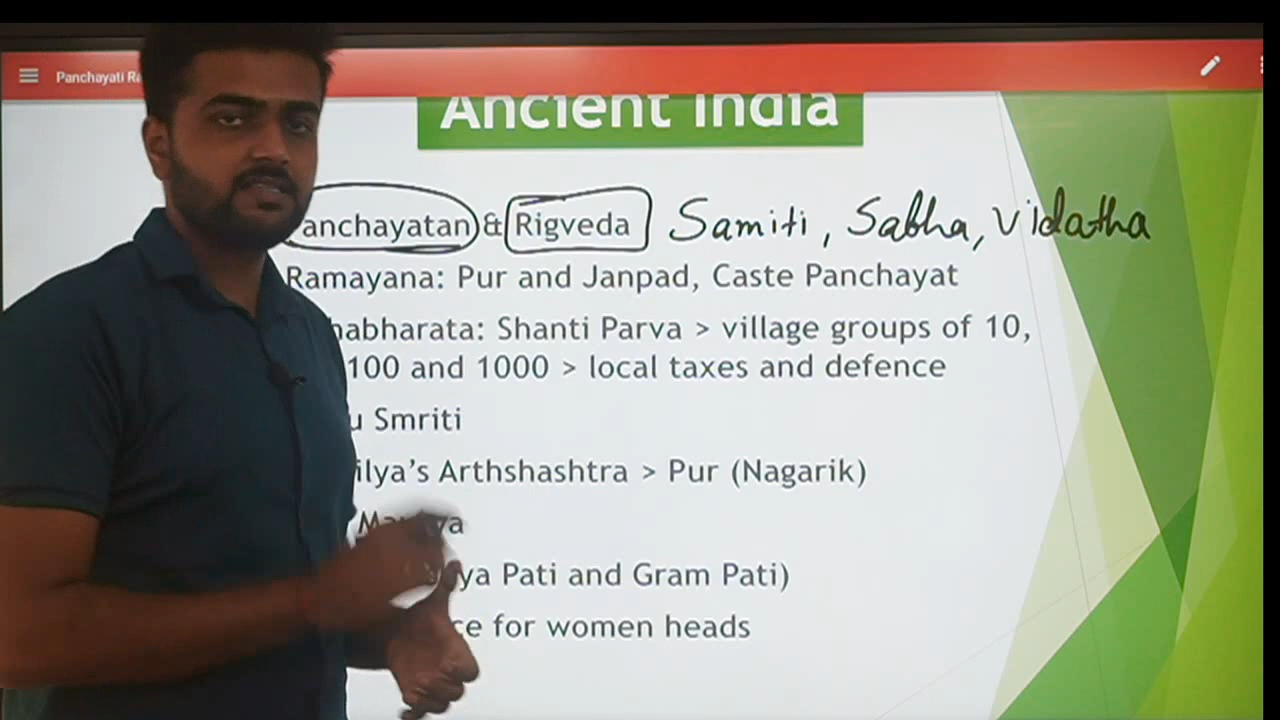 Panchayati Ra
Ancient India
anchayatan & Rigveda Samiti, Sabha, Vidatha
Ramayana: Pur and Janpad, Caste Panchayat
habharata: Shanti Parva > village groups of 10,
100 and 1000 > local taxes and defence
u Smriti
ilya's Arthshashtra > Pur (Nagarik)
ya Pati and Gram Pati)
ce for women heads